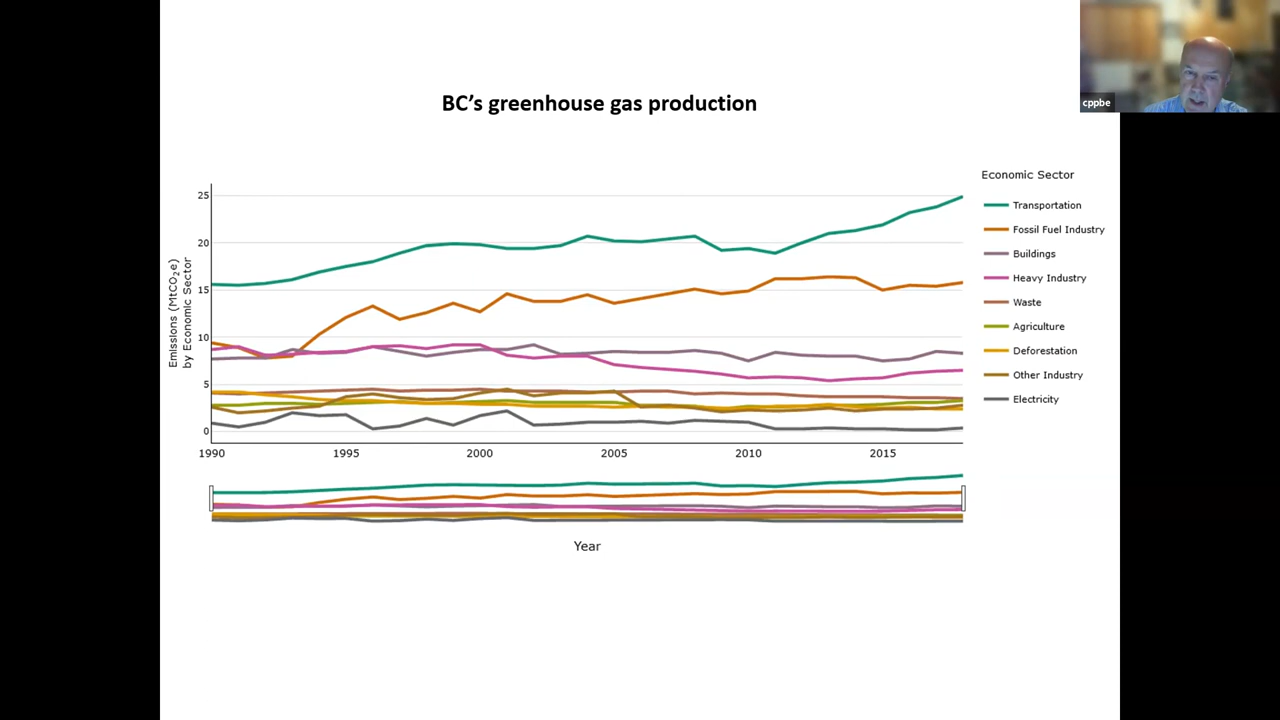 cppbe
BC's greenhouse gas production
Economic Sector
Transportation
Fossil Fuel Industry
Buildings
Heavy Industry
Waste
Agriculture
Deforestation
Other Industry
Electricity
Emissions (MtCO₂e)
by Economic Sector
25
20
15
10
5
0
1990 1995 2000 2005 2010 2015
Year